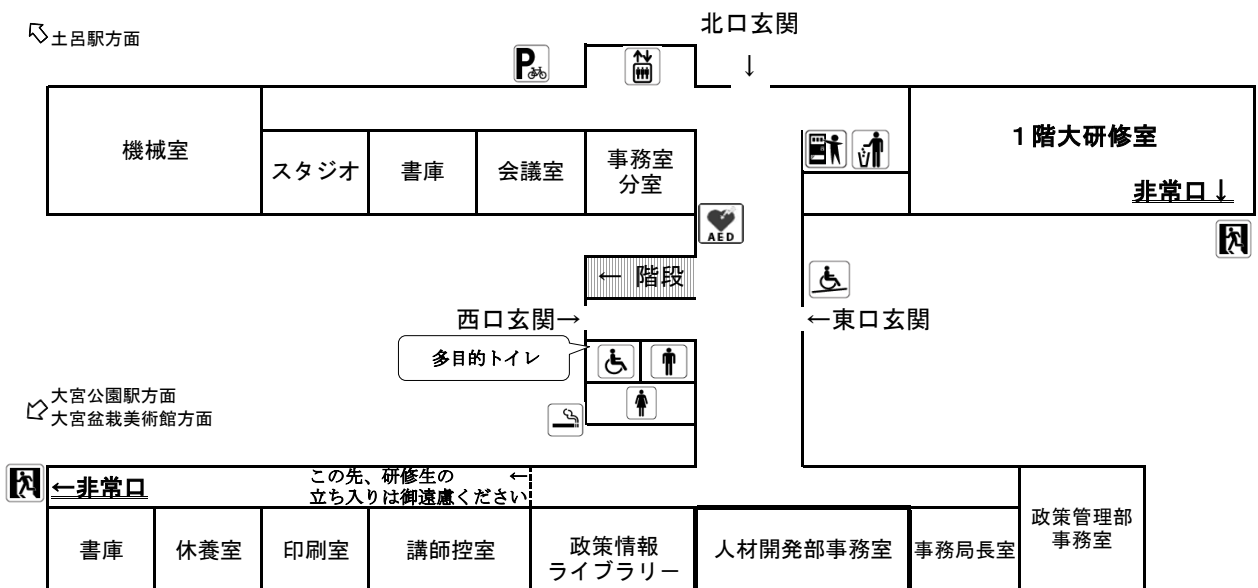 土呂駅方面
北口玄関
↓
P
機械室
スタジオ
書庫
会議室
事務室
分室
1階大研修室
非常口↓
AED
← 階段
西口玄関→
←東口玄関
多目的トイレ
大宮公園駅方面
大宮盆栽美術館方面
←非常口
この先、研修生の ←
立ち入りは御遠慮ください
書庫
休養室
印刷室
講師控室
政策情報
ライブラリー
人材開発部事務室
事務局長室
政策管理部
事務室